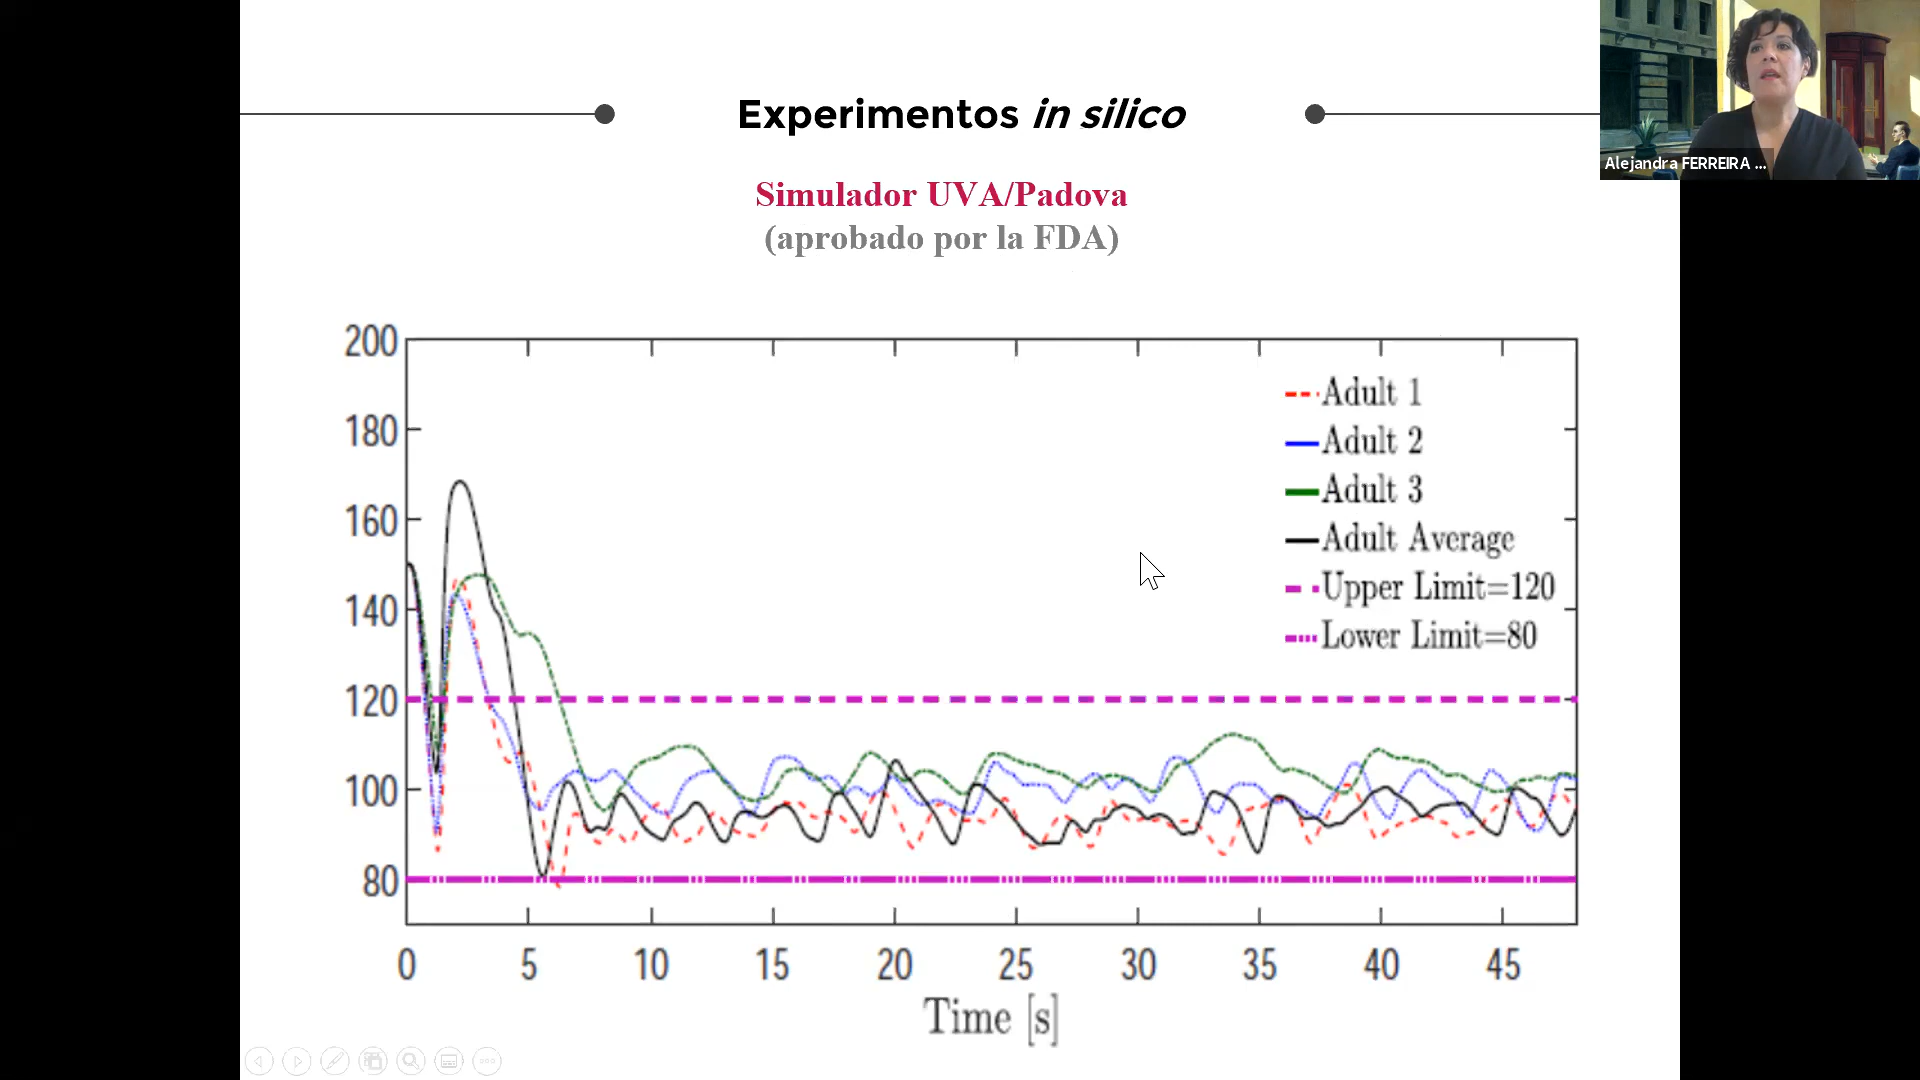 Experimentos in silico
Alejandra FERREIRA ...
Simulador UVA/Padova
(aprobado por la FDA)
200
180
160
140
120
100
80
Adult 1
Adult 2
Adult 3
Adult Average
Upper Limit=120
Lower Limit=80
0 5 10 15 20 25 30 35 40 45
Time [s]